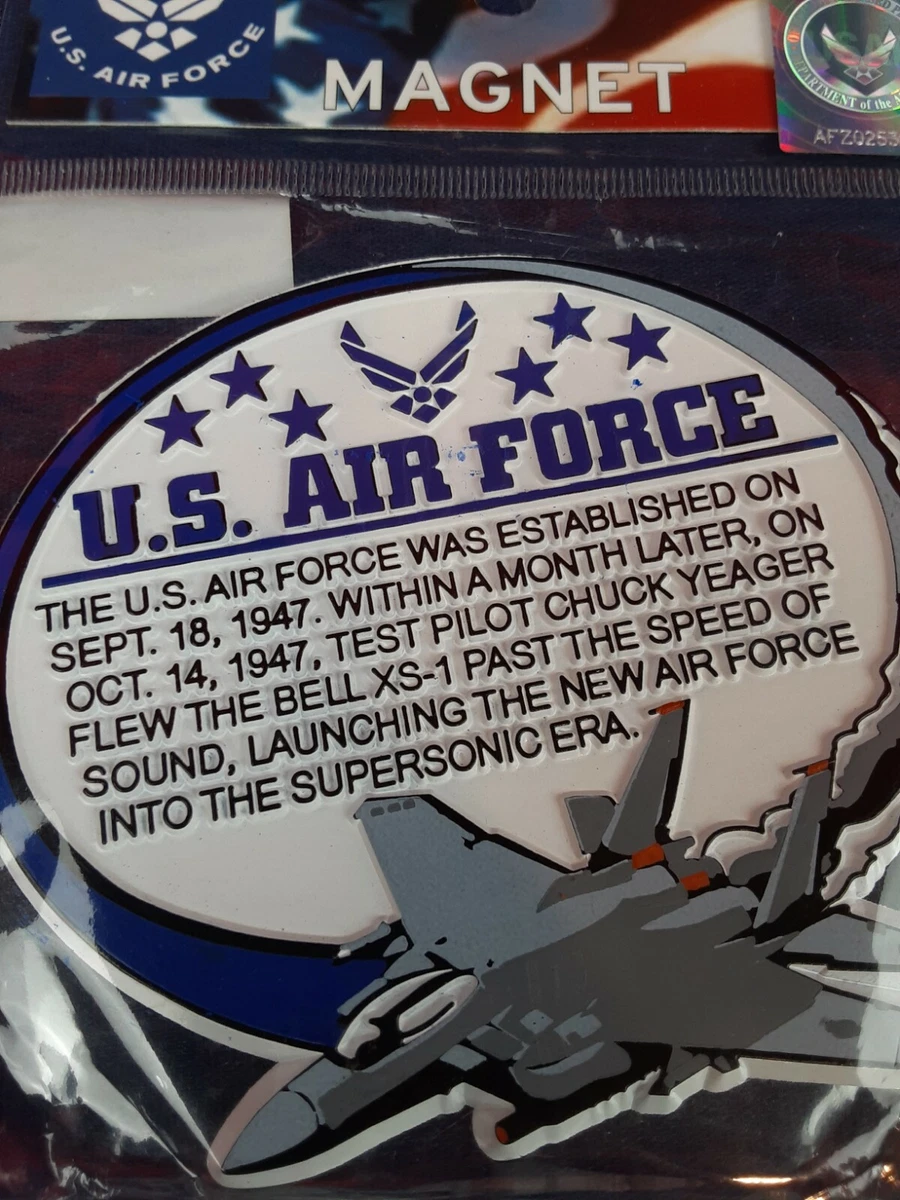 U.S. AIR FORCE
MAGNET
AFZ0253
U.S. AIR FORCE
THE U.S. AIR FORCE WAS ESTABLISHED ON
SEPT. 18, 1947. WITHIN A MONTH LATER, ON
OCT. 14, 1947, TEST PILOT CHUCK YEAGER
FLEW THE BELL XS-1 PAST THE SPEED OF
SOUND, LAUNCHING THE NEW AIR FORCE
INTO THE SUPERSONIC ERA.